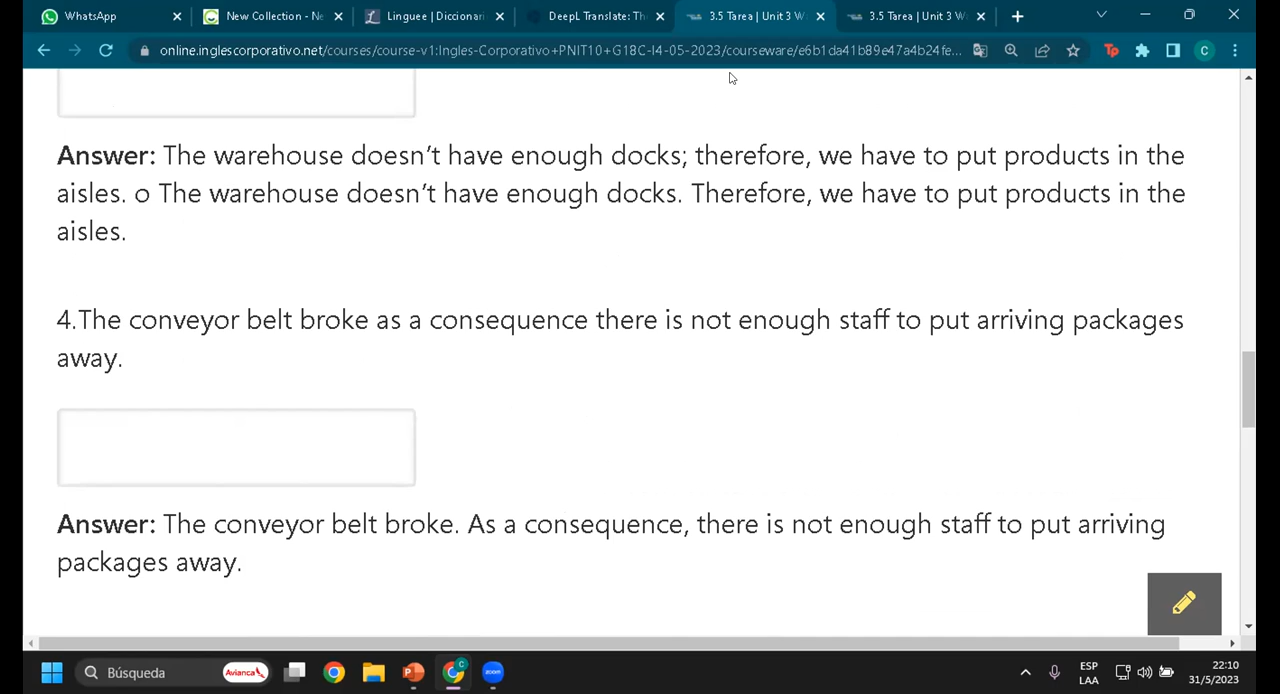 WhatsApp
New Collection - Ne
Linguee | Diccionari
DeepL Translate: Th
3.5 Tarea | Unit 3 W
3.5 Tarea | Unit 3 W
online.inglescorporativo.net/courses/course-v1:Ingles-Corporativo+PNIT10+G18C-I4-05-2023/courseware/e6b1da41b89e47a4b24fe...
Tp
C
Answer: The warehouse doesn't have enough docks; therefore, we have to put products in the
aisles. o The warehouse doesn't have enough docks. Therefore, we have to put products in the
aisles.
4.The conveyor belt broke as a consequence there is not enough staff to put arriving packages
away.
Answer: The conveyor belt broke. As a consequence, there is not enough staff to put arriving
packages away.
Búsqueda
Avianca
zoom
ESP
LAA
22:10
31/5/2023